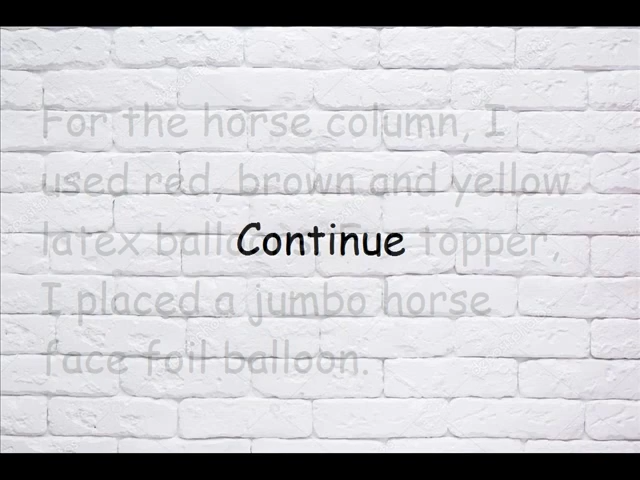 For the horse column, I
used red, brown and yellow
latex
Continue
topper,
I placed a jumbo horse
face foil balloon.